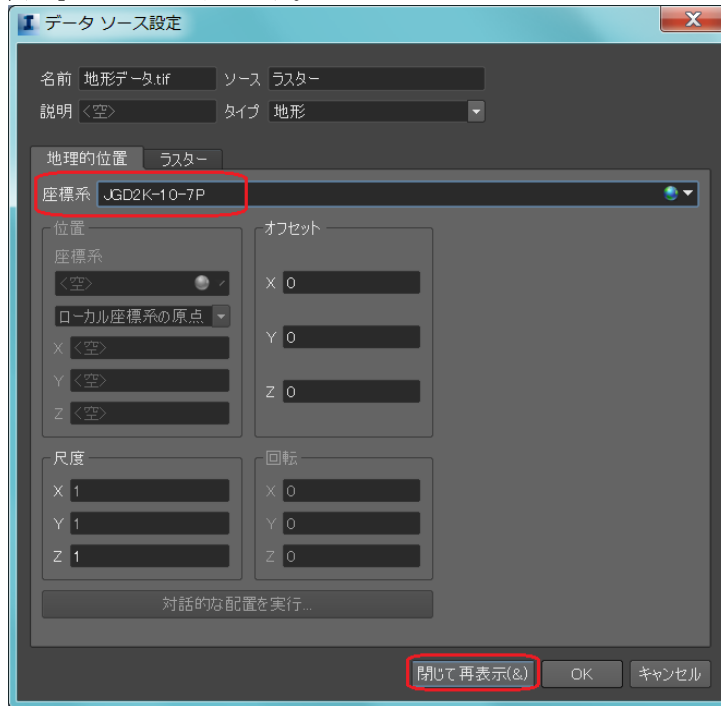 データ ソース設定
名前 地形データ.tif ソース ラスター
説明 <空> タイプ 地形
地理的位置 ラスター
座標系 JGD2K-10-7P
位置
座標系
<空>
ローカル座標系の原点
X <空>
Y <空>
Z <空>
オフセット
X 0
Y 0
Z 0
尺度
X 1
Y 1
Z 1
回転
X 0
Y 0
Z 0
対話的な配置を実行...
閉じて再表示(&) OK キャンセル